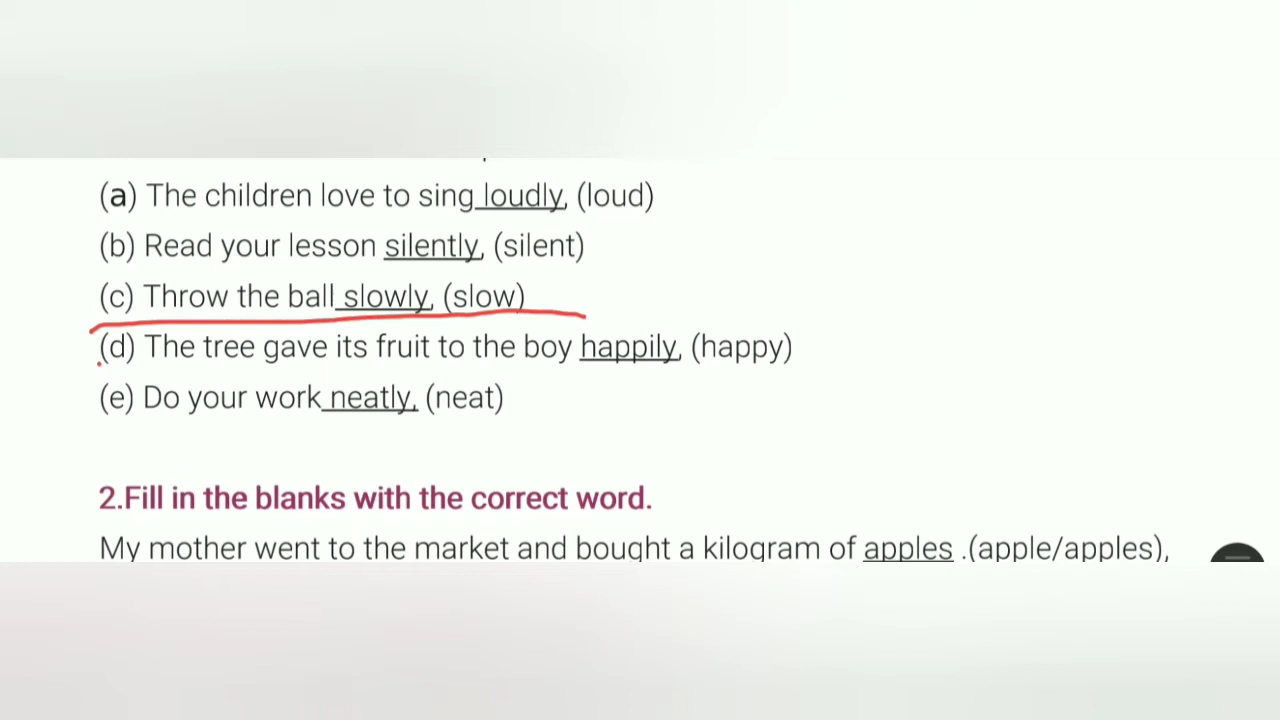 (a) The children love to sing loudly, (loud)
(b) Read your lesson silently, (silent)
(c) Throw the ball slowly, (slow)
(d) The tree gave its fruit to the boy happily, (happy)
(e) Do your work neatly, (neat)
2.Fill in the blanks with the correct word.
My mother went to the market and bought a kilogram of apples .(apple/apples),